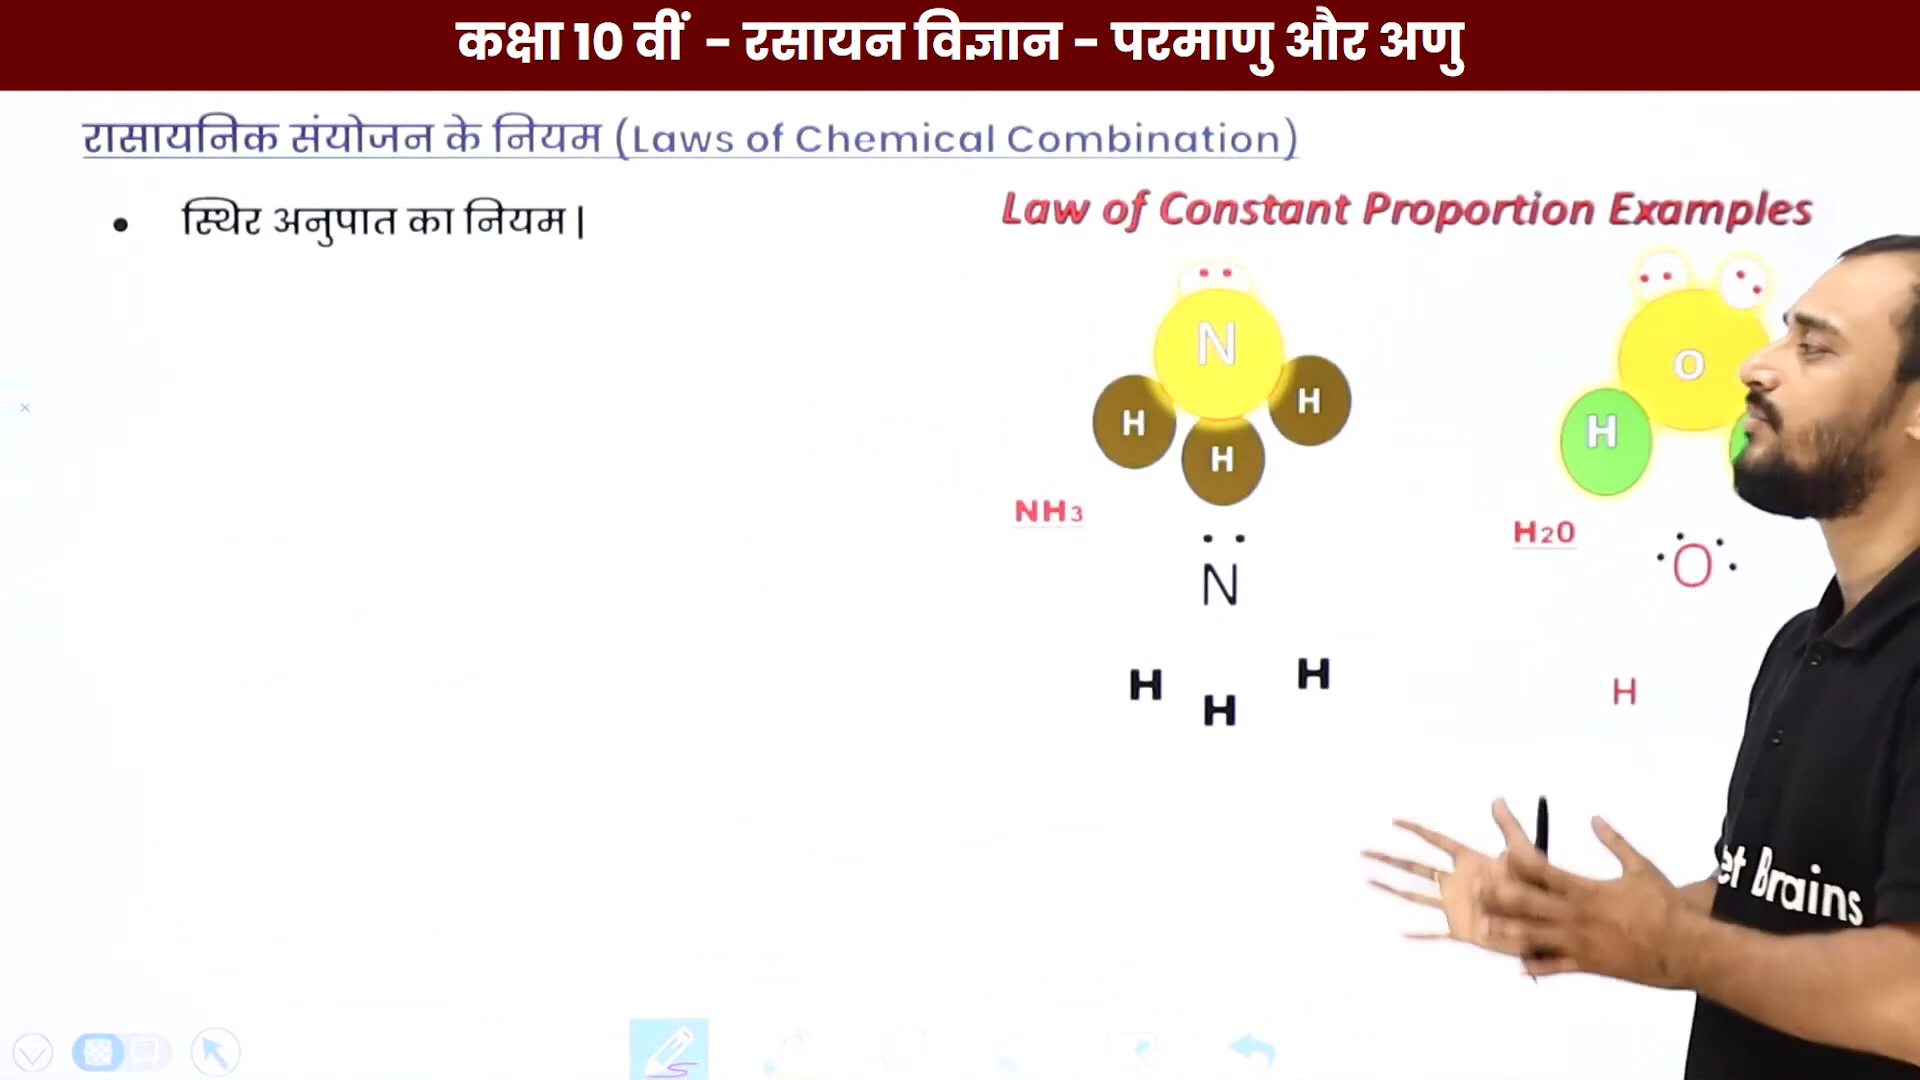 कक्षा 10 वीं - रसायन विज्ञान - परमाणु और अणु
रासायनिक संयोजन के नियम (Laws of Chemical Combination)
• स्थिर अनुपात का नियम |
Law of Constant Proportion Examples
N
H
H
H
NH3
N
H
H
H
O
H
H2O
O
H
et Brains